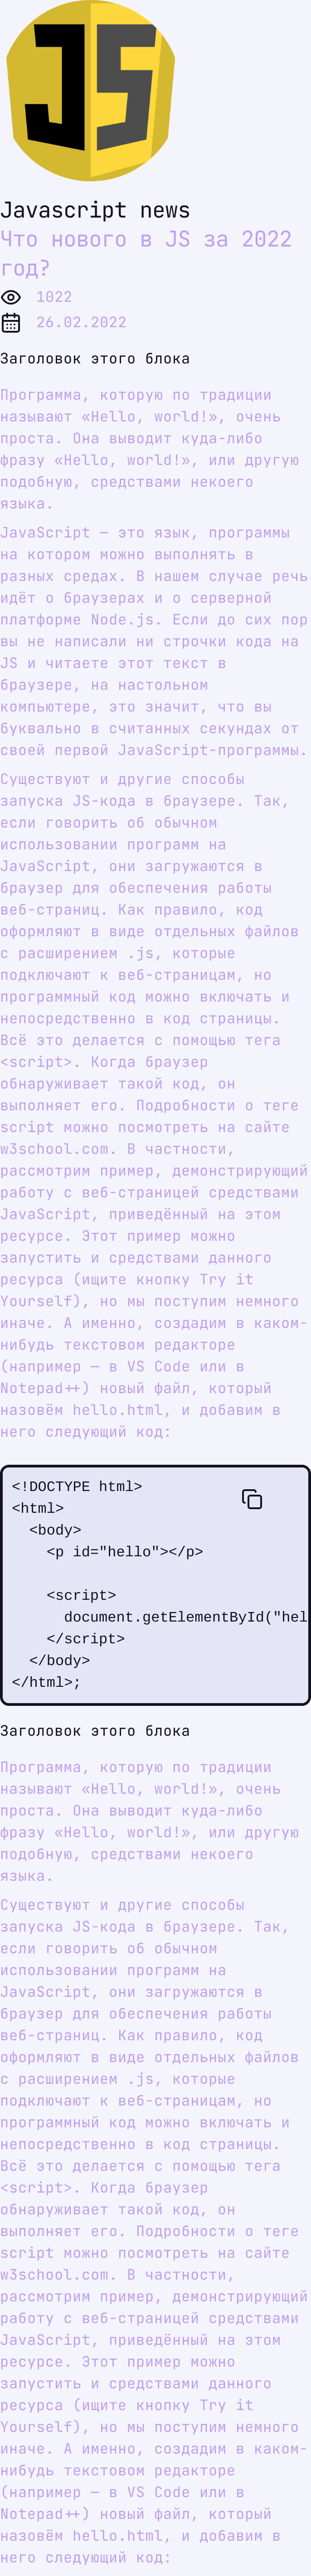 JS
Javascript news
Что нового в JS за 2022
год?
1022
26.02.2022
Заголовок этого блока
Программа, которую по традиции
называют «Hello, world!», очень
проста. Она выводит куда-либо
фразу «Hello, world!», или другую
подобную, средствами некоего
языка.
JavaScript — это язык, программы
на котором можно выполнять в
разных средах. В нашем случае речь
идёт о браузерах и о серверной
платформе Node.js. Если до сих пор
вы не написали ни строчки кода на
JS и читаете этот текст в
браузере, на настольном
компьютере, это значит, что вы
буквально в считанных секундах от
своей первой JavaScript-программы.
Существуют и другие способы
запуска JS-кода в браузере. Так,
если говорить об обычном
использовании программ на
JavaScript, они загружаются в
браузер для обеспечения работы
веб-страниц. Как правило, код
оформляют в виде отдельных файлов
с расширением .js, которые
подключают к веб-страницам, но
программный код можно включать и
непосредственно в код страницы.
Всё это делается с помощью тега
<script>. Когда браузер
обнаруживает такой код, он
выполняет его. Подробности о теге
script можно посмотреть на сайте
w3school.com. В частности,
рассмотрим пример, демонстрирующий
работу с веб-страницей средствами
JavaScript, приведённый на этом
ресурсе. Этот пример можно
запустить и средствами данного
ресурса (ищите кнопку Try it
Yourself), но мы поступим немного
иначе. А именно, создадим в каком-
нибудь текстовом редакторе
(например — в VS Code или в
Notepad++) новый файл, который
назовём hello.html, и добавим в
него следующий код:
<!DOCTYPE html>
<html>
  <body>
    <p id="hello"></p>
    <script>
      document.getElementById("hel
    </script>
  </body>
</html>;
Заголовок этого блока
Программа, которую по традиции
называют «Hello, world!», очень
проста. Она выводит куда-либо
фразу «Hello, world!», или другую
подобную, средствами некоего
языка.
Существуют и другие способы
запуска JS-кода в браузере. Так,
если говорить об обычном
использовании программ на
JavaScript, они загружаются в
браузер для обеспечения работы
веб-страниц. Как правило, код
оформляют в виде отдельных файлов
с расширением .js, которые
подключают к веб-страницам, но
программный код можно включать и
непосредственно в код страницы.
Всё это делается с помощью тега
<script>. Когда браузер
обнаруживает такой код, он
выполняет его. Подробности о теге
script можно посмотреть на сайте
w3school.com. В частности,
рассмотрим пример, демонстрирующий
работу с веб-страницей средствами
JavaScript, приведённый на этом
ресурсе. Этот пример можно
запустить и средствами данного
ресурса (ищите кнопку Try it
Yourself), но мы поступим немного
иначе. А именно, создадим в каком-
нибудь текстовом редакторе
(например — в VS Code или в
Notepad++) новый файл, который
назовём hello.html, и добавим в
него следующий код: